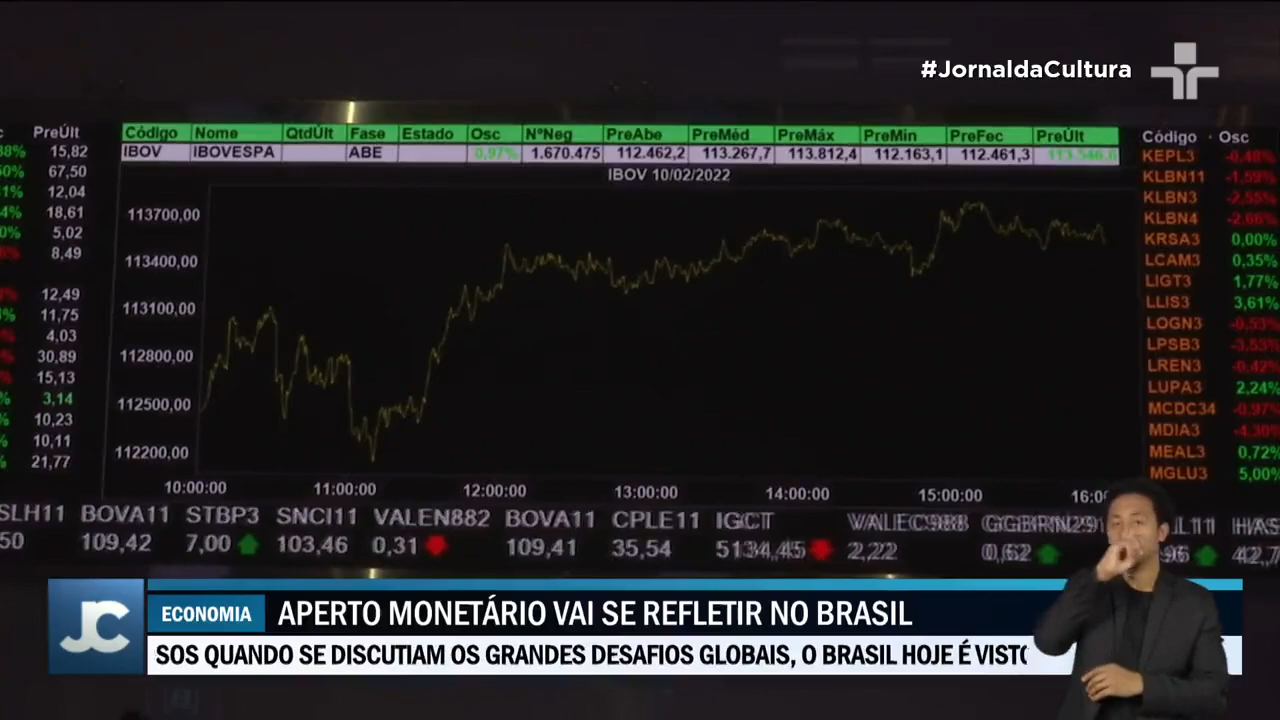 #JornaldaCultura
PreÚlt
15,82
67,50
12,04
18,61
5,02
8,49
12,49
11,75
4,03
30,89
15,13
3,14
10,23
10,11
21,77
Código Nome QtdÚlt Fase Estado Osc NºNeg PreAbe PreMéd PreMáx PreMin PreFec PreÚlt
IBOV IBOVESPA ABE 0,97% 1.670.475 112.462,2 113.267,7 113.812,4 112.163,1 112.461,3
IBOV 10/02/2022
113700,00
113400,00
113100,00
112800,00
112500,00
112200,00
10:00:00 11:00:00 12:00:00 13:00:00 14:00:00 15:00:00
Código Osc
KEPL3 -0,48%
KLBN11 -1,59%
KLBN3 -2,55%
KLBN4 -2,66%
KRSA3 0,00%
LCAM3 0,35%
LIGT3 1,77%
LLIS3 3,61%
LOGN3 -0,53%
LPSB3 -3,53%
LREN3 -0,42%
LUPA3 2,24%
MCDC34 -0,97%
MDIA3 -4,30%
MEAL3 0,72%
MGLU3 5,00%
SLH11 BOVA11 STBP3 SNCI11 VALEN882 BOVA11 CPLE11 IGCT
50 109,42 7,00 103,46 0,31 109,41 35,54 2,22 0,62
JC
ECONOMIA
APERTO MONETÁRIO VAI SE REFLETIR NO BRASIL
SOS QUANDO SE DISCUTIAM OS GRANDES DESAFIOS GLOBAIS, O BRASIL HOJE É VISTO